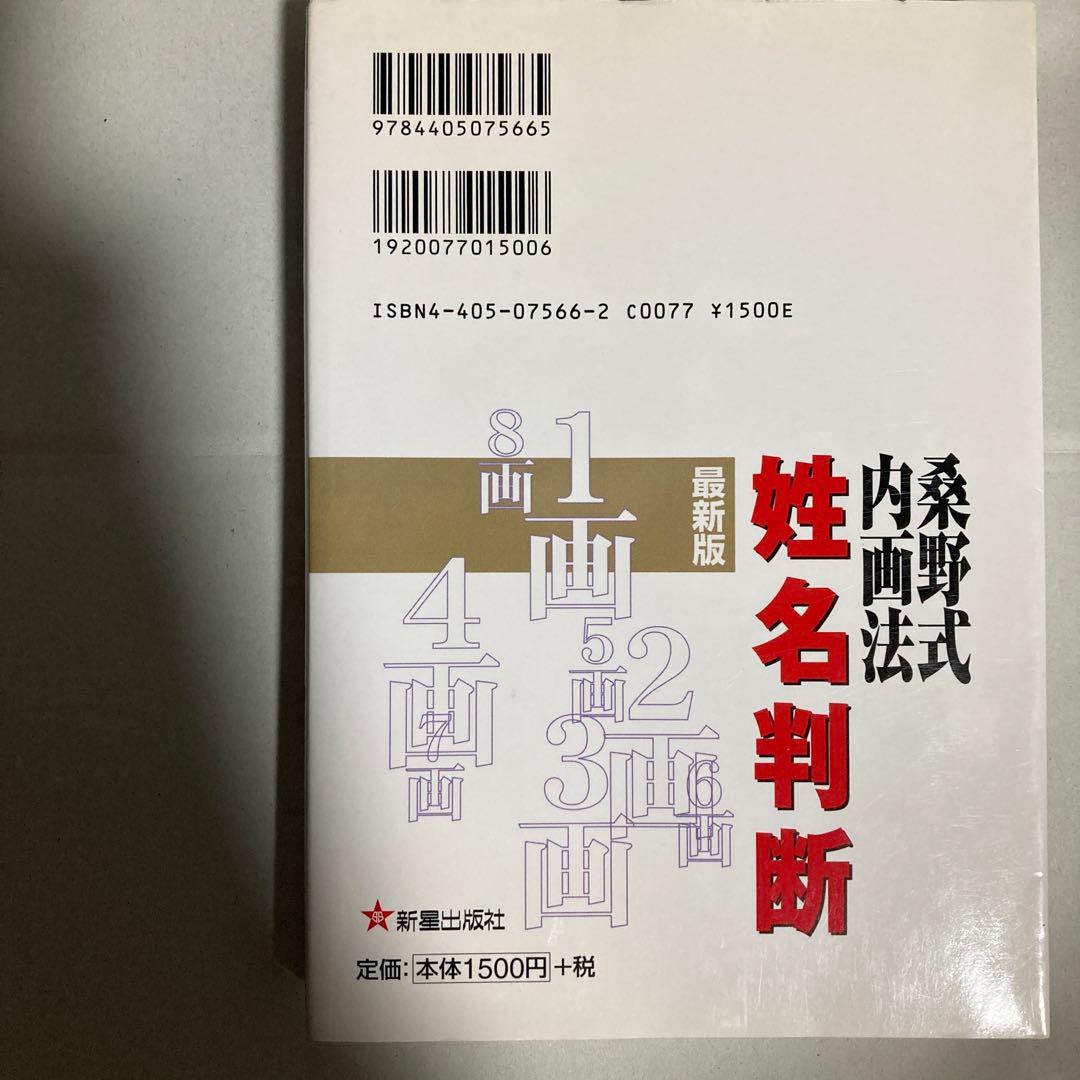 9784405075665
1920077015006
ISBN4-405-07566-2 C0077 ¥1500E
桑野式
内画法
姓名判断
最新版
8画
1画
4画
5画
2画
7画
3画
6画
新星出版社
定価：本体1500円+税